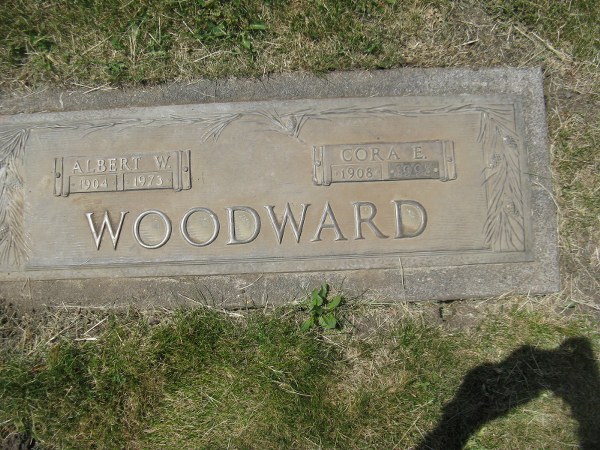 ALBERT W.
1904 1973
CORA E.
1908
WOODWARD